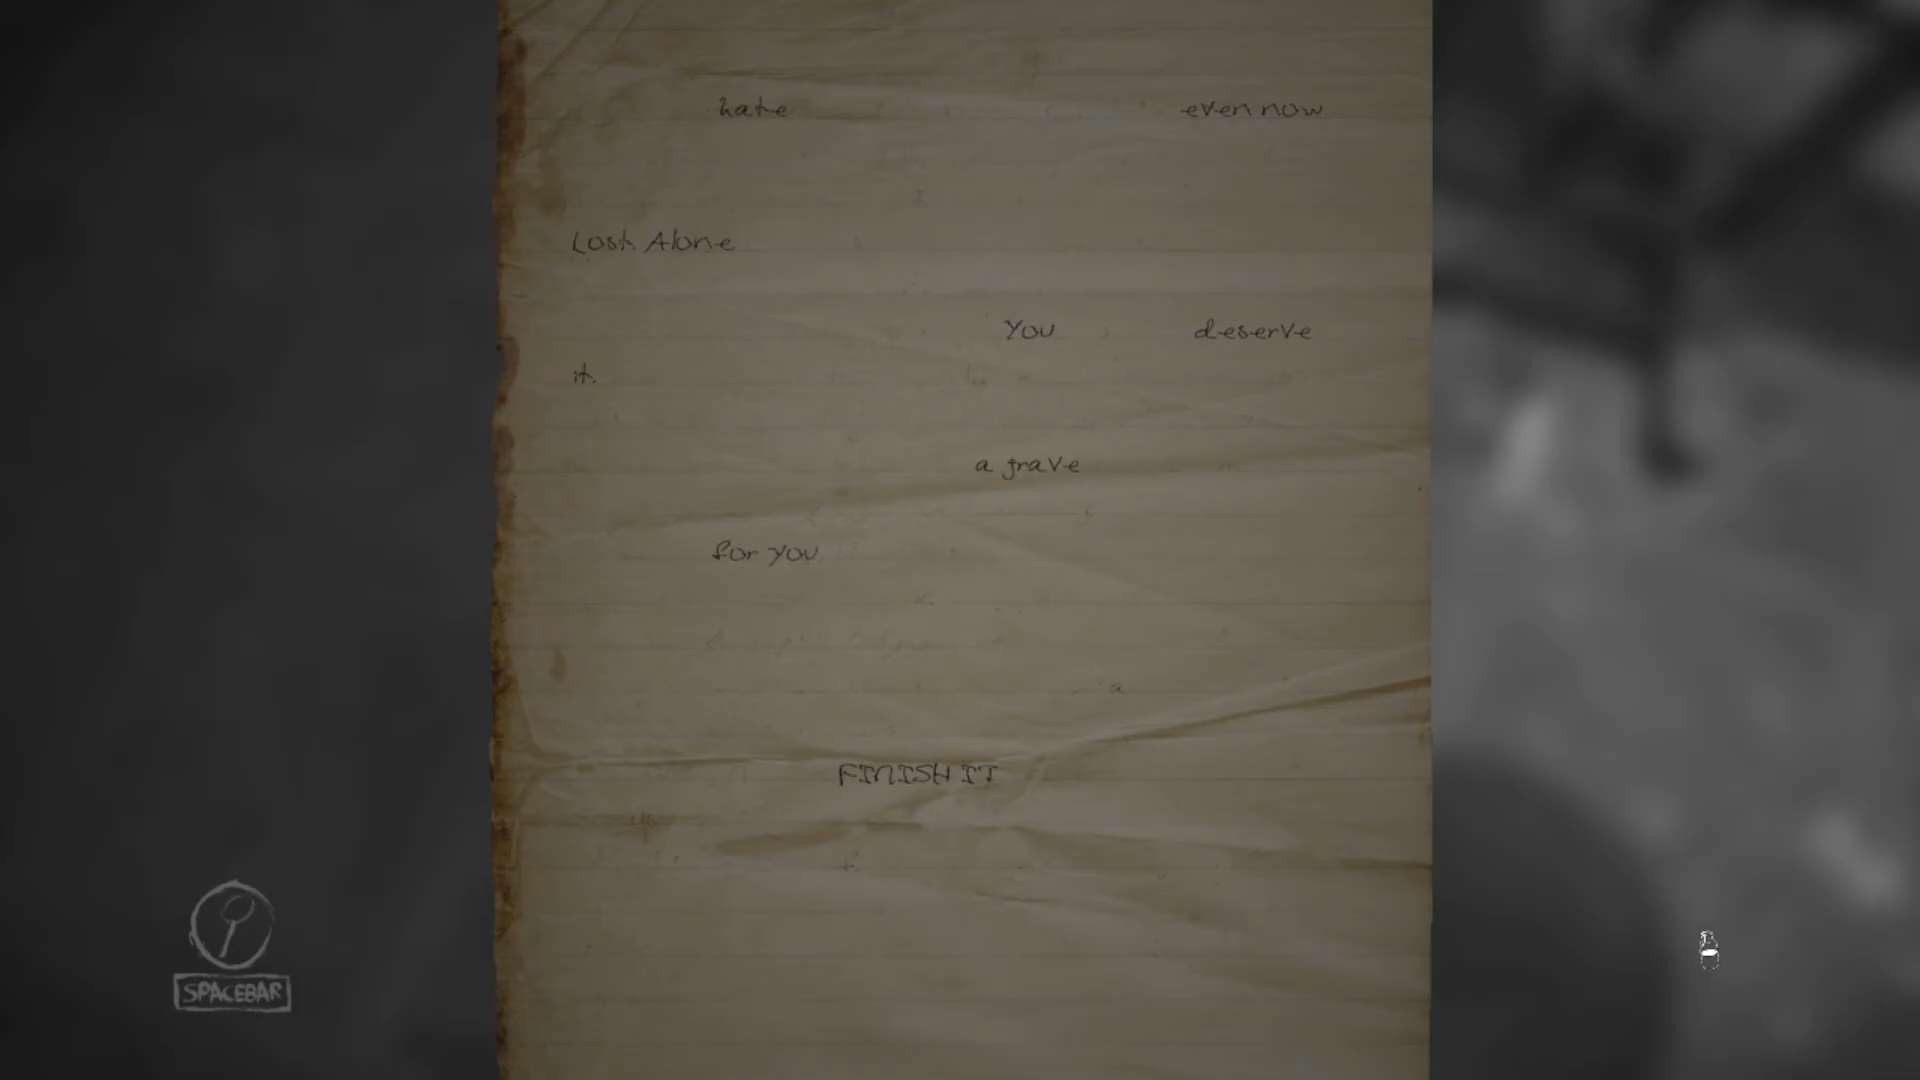 hate even now
Lost. Alone
You deserve
it.
a grave
for you
FINISH IT
SPACEBAR